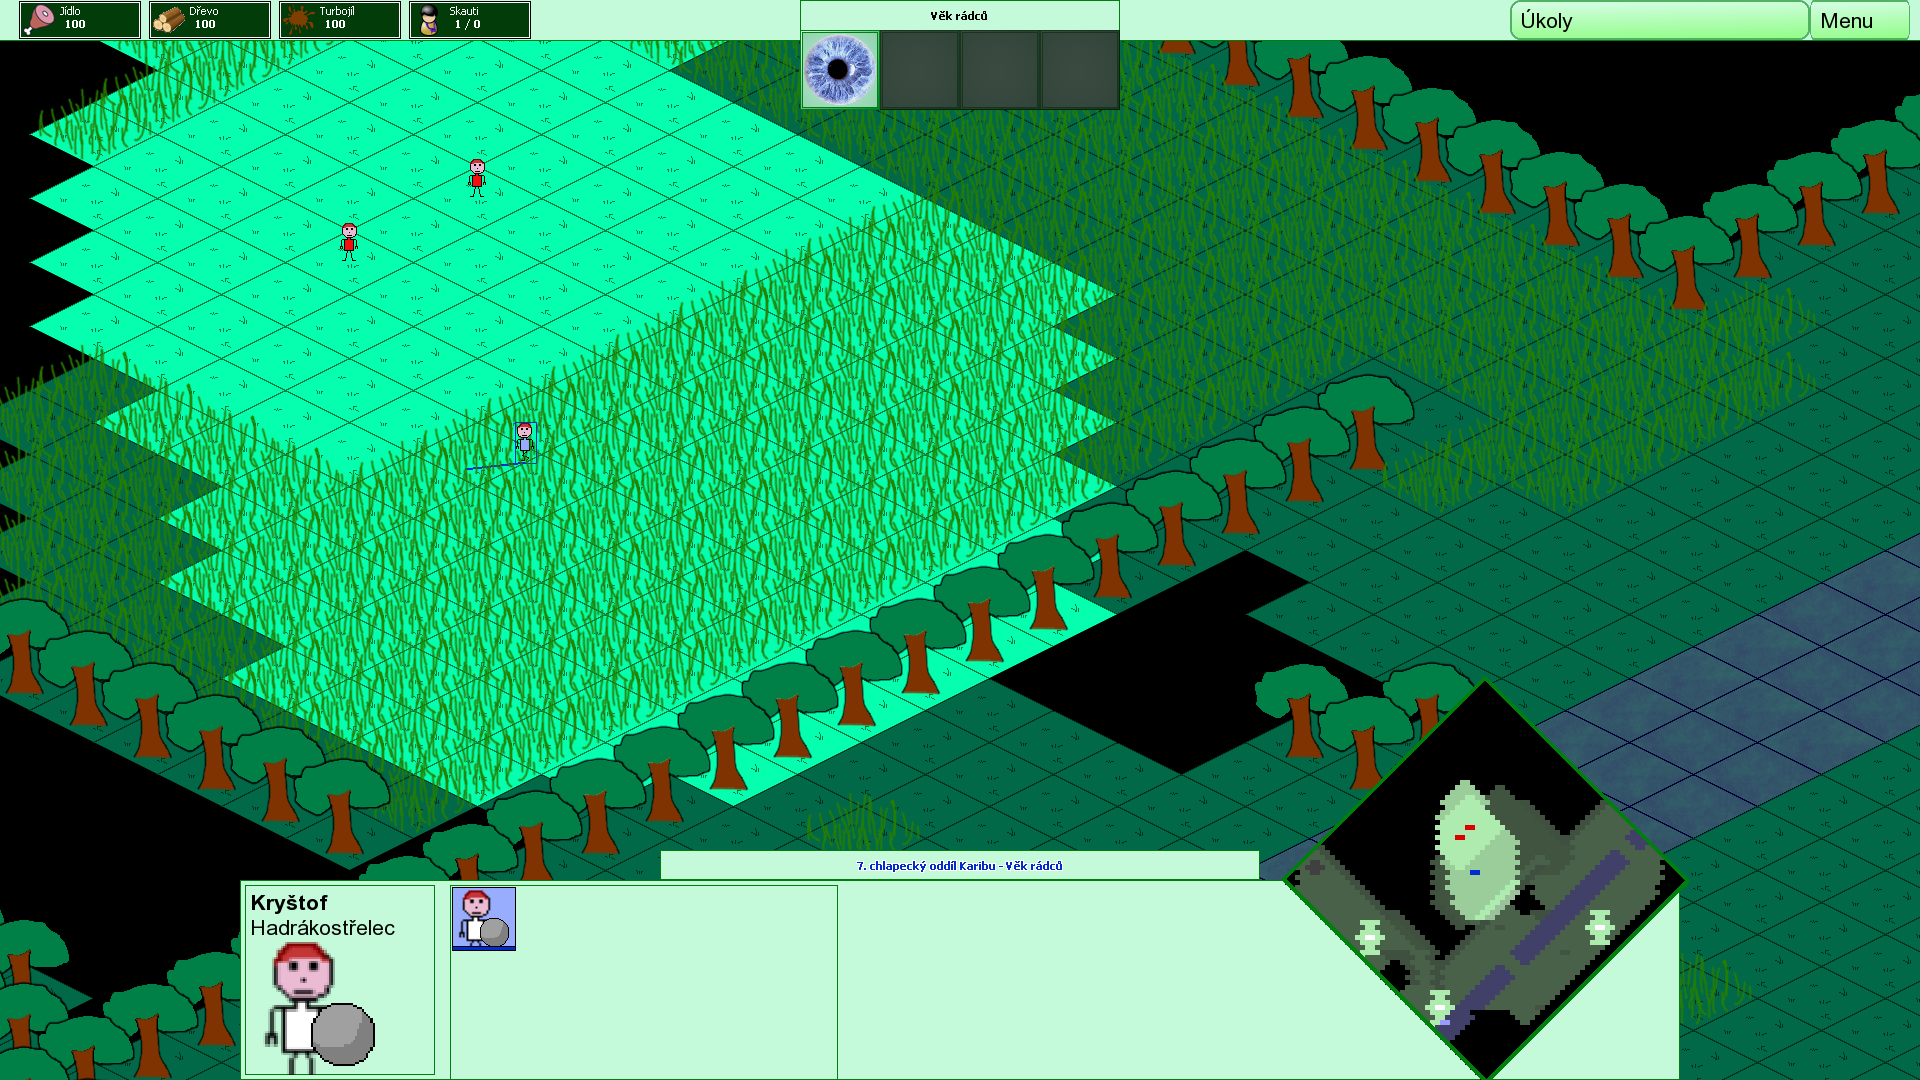 Jídlo
100
Dřevo
100
Turbojíl
100
Skauti
1 / 0
Věk rádců
Úkoly
Menu
7. chlapecký oddíl Karibu - Věk rádců
Kryštof
Hadrákostřelec